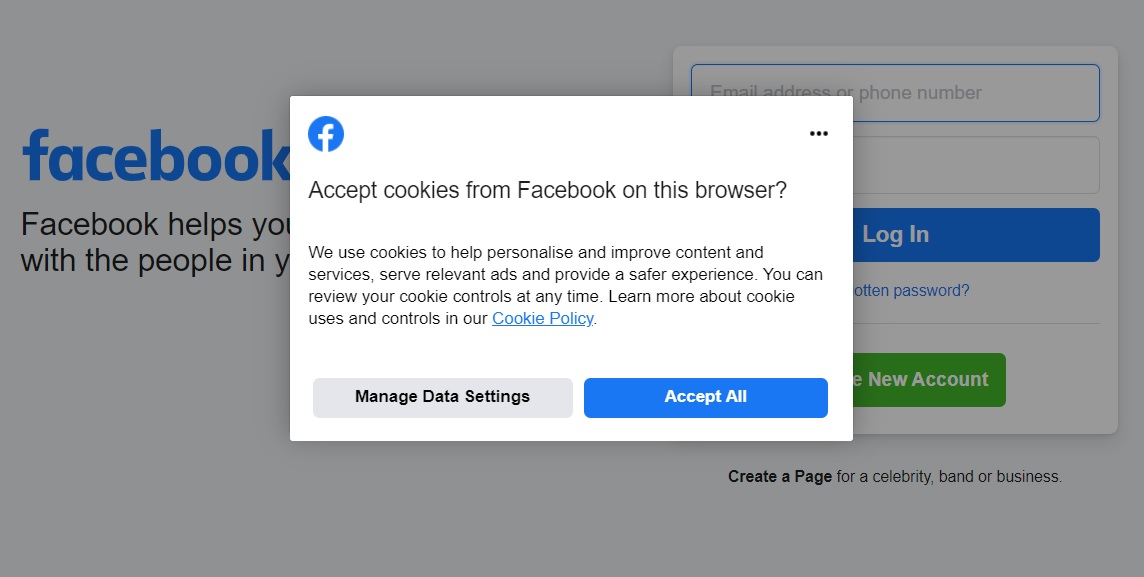 Email address or phone number
facebook
Accept cookies from Facebook on this browser?
Facebook helps you
with the people in y
We use cookies to help personalise and improve content and
services, serve relevant ads and provide a safer experience. You can
review your cookie controls at any time. Learn more about cookie
uses and controls in our Cookie Policy.
Manage Data Settings
Accept All
Log In
otten password?
e New Account
Create a Page for a celebrity, band or business.